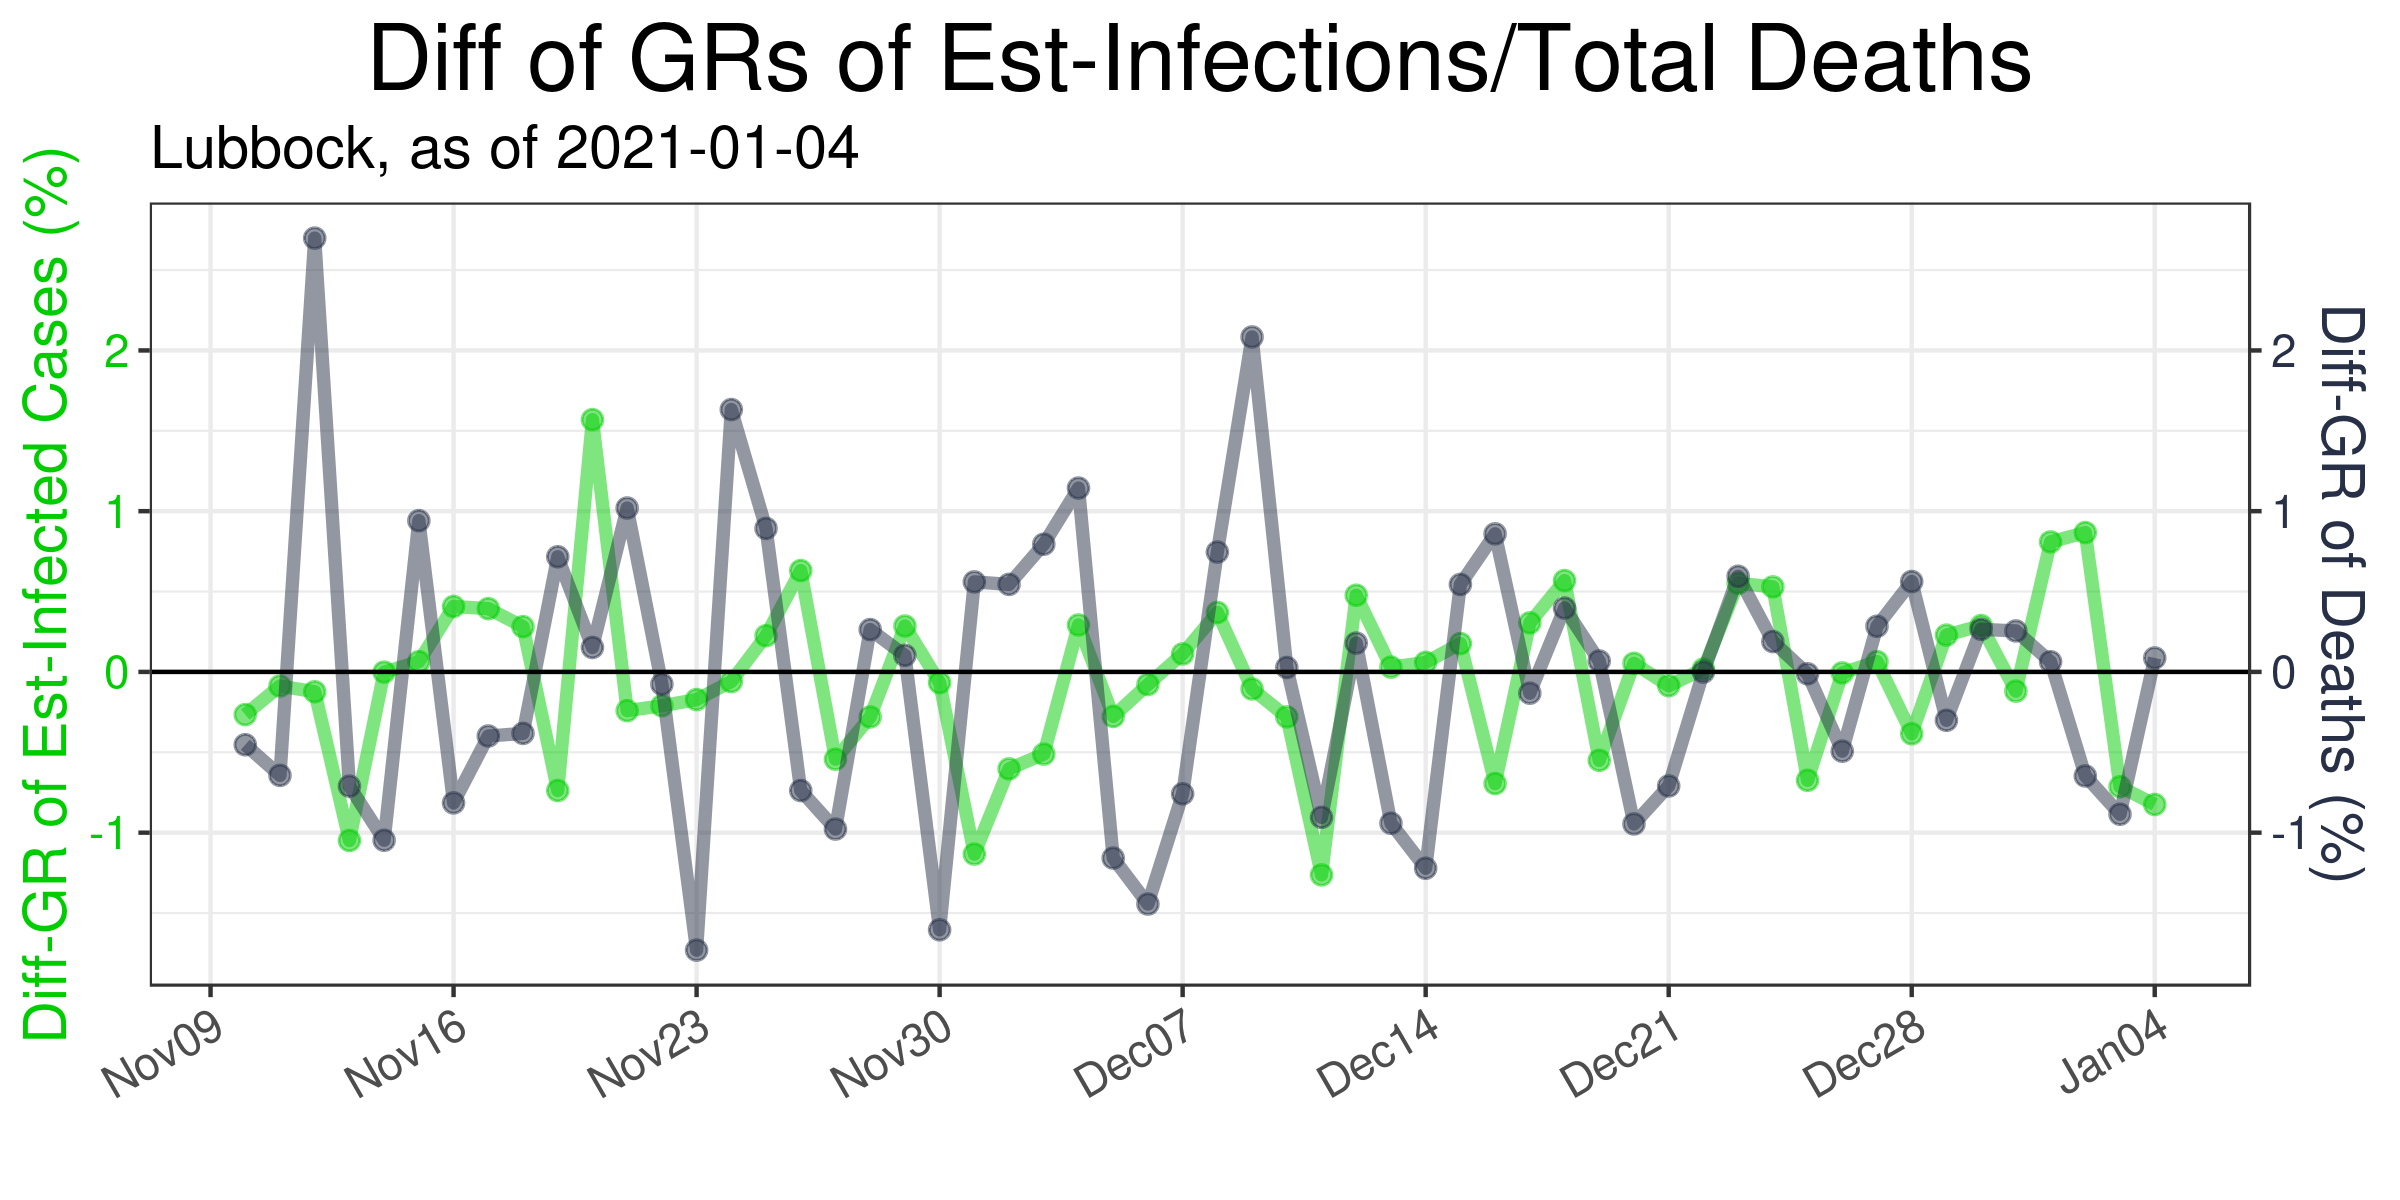 Diff of GRs of Est-Infections/Total Deaths
Lubbock, as of 2021-01-04
Diff-GR of Est-Infected Cases (%)
2
1
0
-1
2
1
0
-1
Diff-GR of Deaths (%)
Nov09
Nov16
Nov23
Nov30
Dec07
Dec14
Dec21
Dec28
Jan04